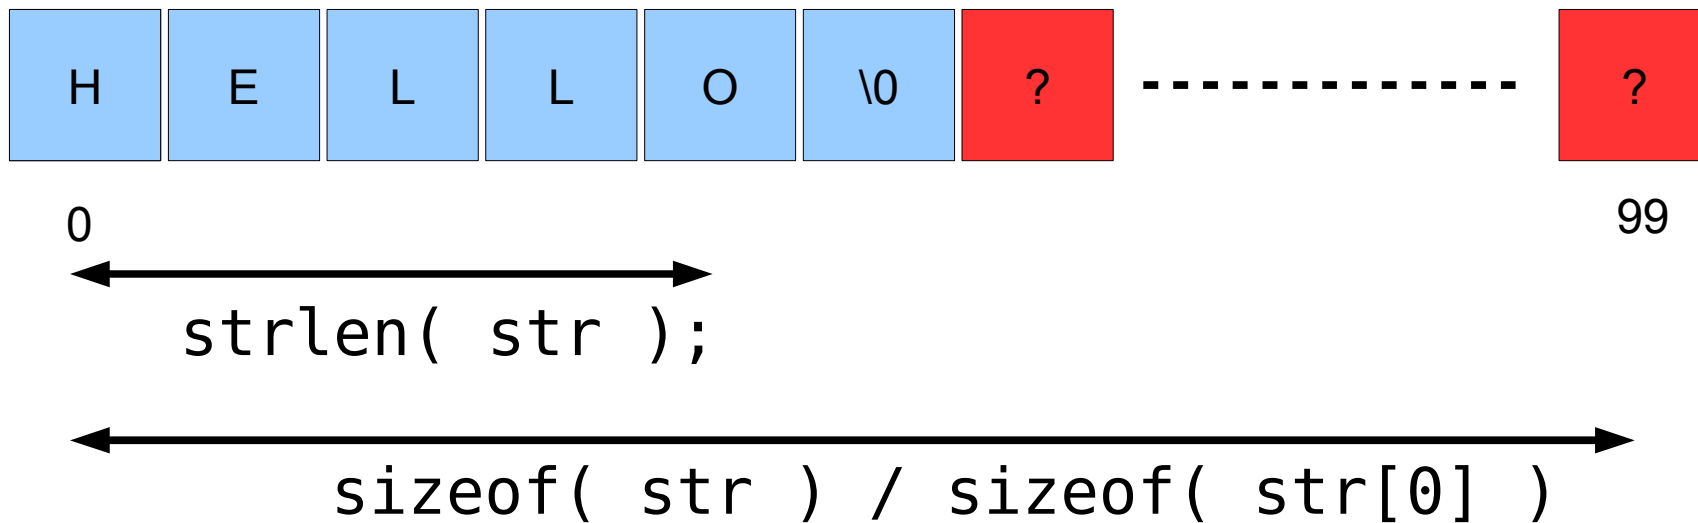 H E L L O \0 ? ?
0 99
strlen( str );
sizeof( str ) / sizeof( str[0] )